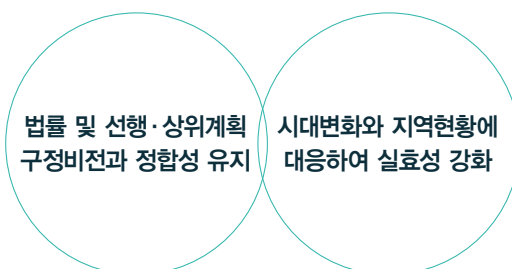 법률 및 선행·상위계획
구정비전과 정합성 유지
시대변화와 지역현황에
대응하여 실효성 강화